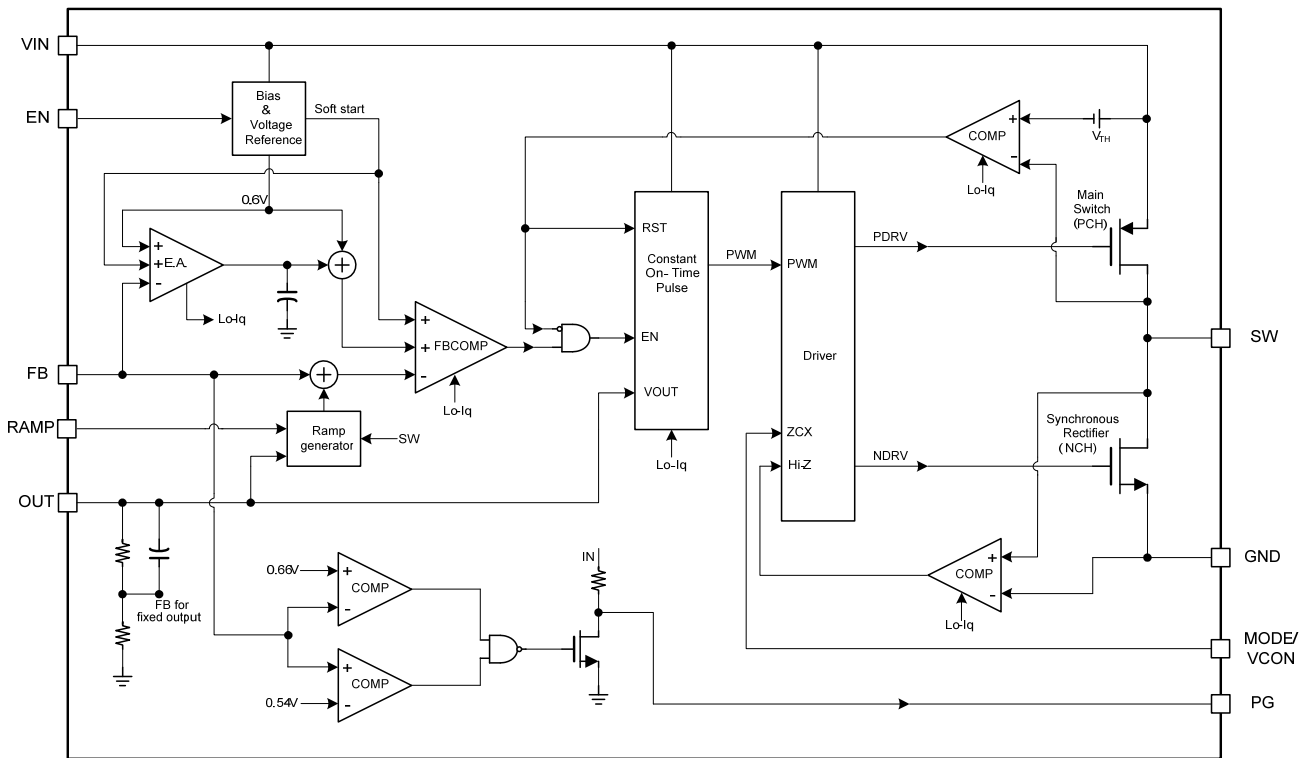 VIN
EN
Bias
&
Voltage
Reference
Soft start
0.6V
+
+
-
E.A.
Lo-Iq
+
+
+
-
FBCOMP
Lo-Iq
FB
RAMP
+
Ramp
generator
SW
OUT
FB for
fixed output
0.66V
+
-
COMP
+
-
COMP
0.54V
IN
RST
Constant
On- Time
Pulse
EN
VOUT
Lo-Iq
PWM
PWM
Driver
ZCX
Hi-Z
PDRV
NDRV
+
-
COMP
Lo-Iq
VTH
Main
Switch
(PCH)
SW
Synchronous
Rectifier
(NCH)
+
-
COMP
Lo-Iq
GND
MODE/
VCON
PG